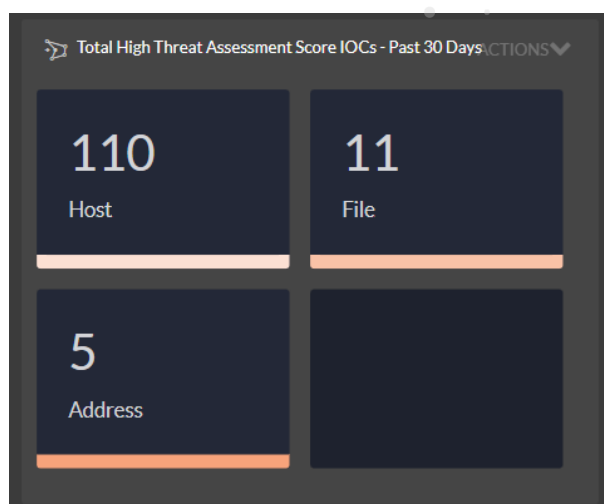 Total High Threat Assessment Score IOCs - Past 30 Days ACTIONS
110
Host
11
File
5
Address